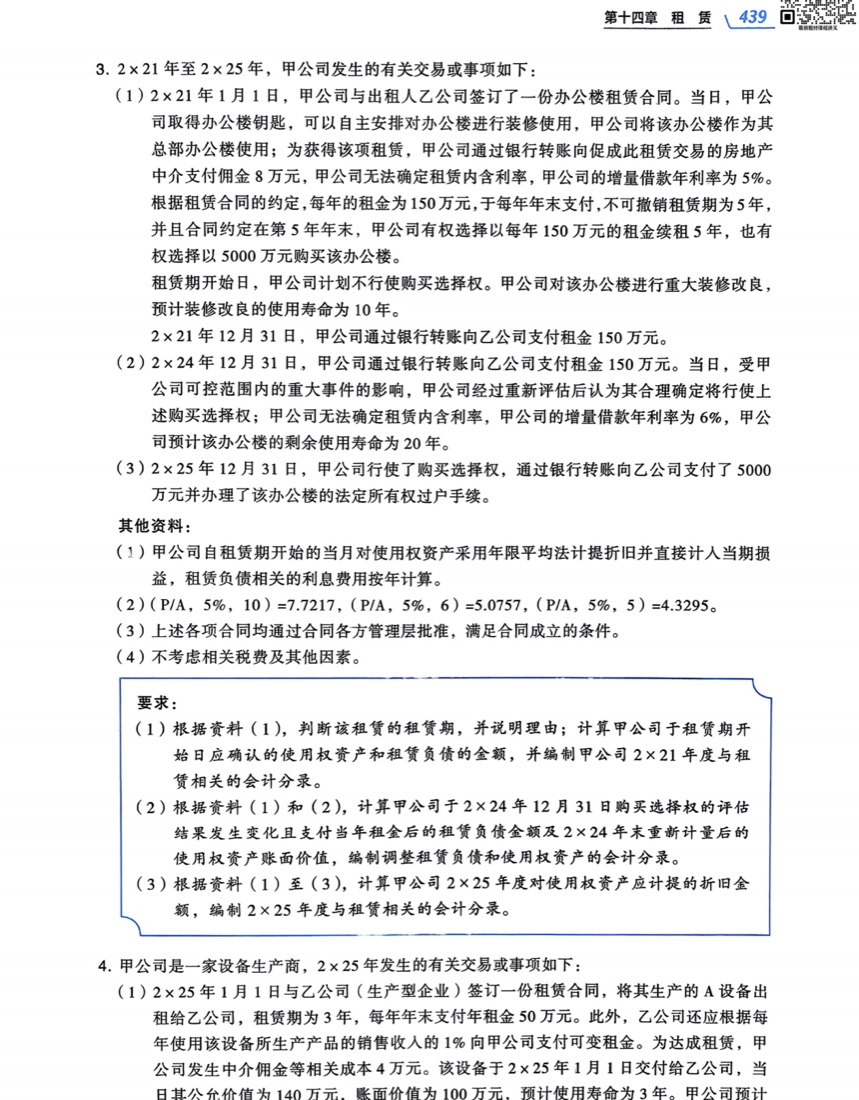 第十四章 租 赁 439
3. 2×21年至2×25年，甲公司发生的有关交易或事项如下：
（1）2×21年1月1日，甲公司与出租人乙公司签订了一份办公楼租赁合同。当日，甲公
司取得办公楼钥匙，可以自主安排对办公楼进行装修使用，甲公司将该办公楼作为其
总部办公楼使用；为获得该项租赁，甲公司通过银行转账向促成此租赁交易的房地产
中介支付佣金8万元，甲公司无法确定租赁内含利率，甲公司的增量借款年利率为5%。
根据租赁合同的约定，每年的租金为150万元，于每年年末支付，不可撤销租赁期为5年，
并且合同约定在第5年年末，甲公司有权选择以每年150万元的租金续租5年，也有
权选择以5000万元购买该办公楼。
租赁期开始日，甲公司计划不行使购买选择权。甲公司对该办公楼进行重大装修改良，
预计装修改良的使用寿命为10年。
2×21年12月31日，甲公司通过银行转账向乙公司支付租金150万元。
（2）2×24年12月31日，甲公司通过银行转账向乙公司支付租金150万元。当日，受甲
公司可控范围内的重大事件的影响，甲公司经过重新评估后认为其合理确定将行使上
述购买选择权；甲公司无法确定租赁内含利率，甲公司的增量借款年利率为6%，甲公
司预计该办公楼的剩余使用寿命为20年。
（3）2×25年12月31日，甲公司行使了购买选择权，通过银行转账向乙公司支付了5000
万元并办理了该办公楼的法定所有权过户手续。
其他资料：
（1）甲公司自租赁期开始的当月对使用权资产采用年限平均法计提折旧并直接计入当期损
益，租赁负债相关的利息费用按年计算。
（2）(P/A，5%，10)=7.7217，(P/A，5%，6)=5.0757，(P/A，5%，5)=4.3295。
（3）上述各项合同均通过合同各方管理层批准，满足合同成立的条件。
（4）不考虑相关税费及其他因素。
要求：
（1）根据资料（1），判断该租赁的租赁期，并说明理由；计算甲公司于租赁期开
始日应确认的使用权资产和租赁负债的金额，并编制甲公司2×21年度与租
赁相关的会计分录。
（2）根据资料（1）和（2），计算甲公司于2×24年12月31日购买选择权的评估
结果发生变化且支付当年租金后的租赁负债金额及2×24年末重新计量后的
使用权资产账面价值，编制调整租赁负债和使用权资产的会计分录。
（3）根据资料（1）至（3），计算甲公司2×25年度对使用权资产应计提的折旧金
额，编制2×25年度与租赁相关的会计分录。
4. 甲公司是一家设备生产商，2×25年发生的有关交易或事项如下：
（1）2×25年1月1日与乙公司（生产型企业）签订一份租赁合同，将其生产的A设备出
租给乙公司，租赁期为3年，每年年末支付年租金50万元。此外，乙公司还应根据每
年使用该设备所生产产品的销售收入的1%向甲公司支付可变租金。为达成租赁，甲
公司发生中介佣金等相关成本4万元。该设备于2×25年1月1日交付给乙公司，当
日其公允价值为140万元，账面价值为100万元，预计使用寿命为3年。甲公司预计